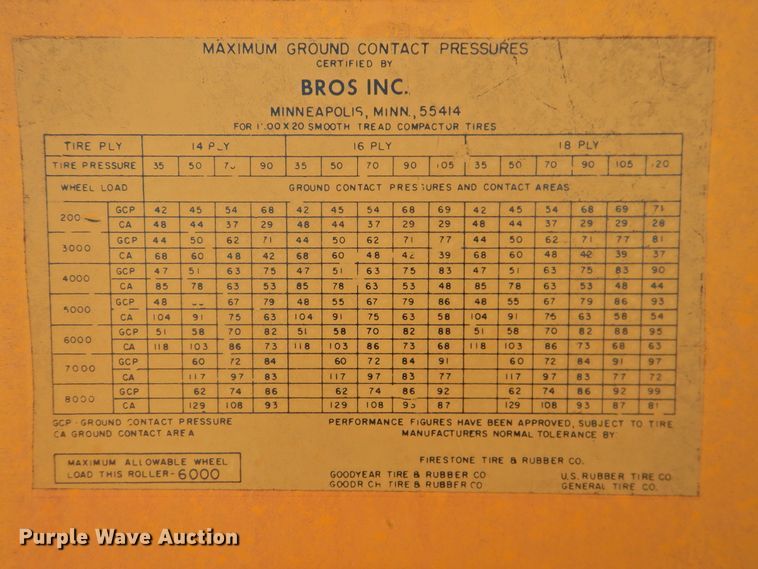 MAXIMUM GROUND CONTACT PRESSURES
CERTIFIED BY
BROS INC.
MINNEAPOLIS, MINN., 55414
FOR X 20 SMOOTH TREAD COMPACTOR TIRES
TIRE PLY 14 PLY 16 PLY 18 PLY
TIRE PRESSURE 35 50 90 35 50 70 90 105 35 50 70 90 105 120
WHEEL LOAD GROUND CONTACT PRESSURES AND CONTACT AREAS
GCP 42 45 54 68 42 45 54 68 69 42 45 54 68 69 71
CA 48 44 37 29 48 44 37 29 29 48 44 37 29 29 28
3000 GCP 44 50 62 71 44 50 62 71 77 44 50 62 71 77 81
CA 68 60 48 42 68 60 48 39 68 60 48 42 39 37
4000 GCP 47 51 63 75 47 51 63 75 83 47 51 63 75 83 90
CA 85 78 63 53 85 78 63 53 48 85 78 63 53 48 44
5000 GCP 48 67 79 48 55 67 79 86 48 55 67 79 86 93
CA 104 91 75 63 104 91 75 63 58 104 91 75 63 58 54
6000 GCP 51 58 70 82 51 58 70 82 88 51 58 70 82 88 95
CA 118 103 86 73 118 103 86 73 68 118 103 86 73 68 63
7000 GCP 60 72 84 60 72 84 91 60 72 84 91 97
CA 117 97 83 117 97 83 77 117 97 83 77 72
8000 GCP 62 74 86 62 74 86 92 62 74 86 92 99
CA 129 108 93 129 108 87 129 108 93 87 81
GCP - GROUND CONTACT PRESSURE PERFORMANCE FIGURES HAVE BEEN APPROVED, SUBJECT TO TIRE
CA GROUND CONTACT AREA MANUFACTURERS NORMAL TOLERANCE BY
MAXIMUM ALLOWABLE WHEEL FIRESTONE TIRE & RUBBER CO.
LOAD THIS ROLLER - 6000 GOODYEAR TIRE & RUBBER CO U.S. RUBBER TIRE CO
GOODRICH TIRE & RUBBER CO GENERAL TIRE CO.
Purple Wave Auction